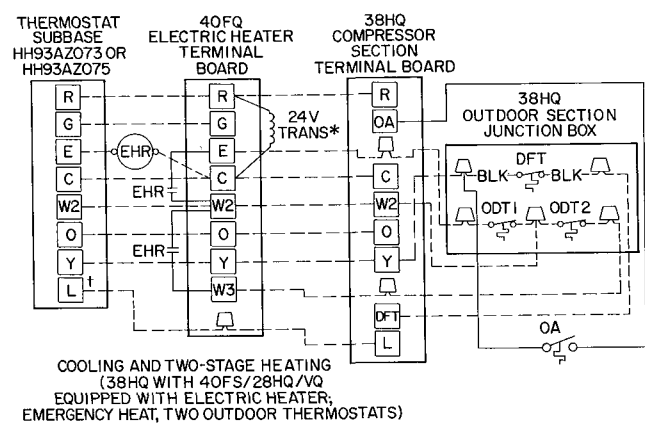 THERMOSTAT
SUBBASE
HH93AZ073 OR
HH93AZ075
40FQ
ELECTRIC HEATER
TERMINAL
BOARD
38HQ
COMPRESSOR
SECTION
TERMINAL BOARD
R
G
E
C
W2
O
Y
L †
EHR
EHR
EHR
R
G
E
C
W2
O
Y
W3
24V
TRANS*
R
OA
C
W2
O
Y
DFT
L
38HQ
OUTDOOR SECTION
JUNCTION BOX
DFT
BLK BLK
ODT1 ODT2
OA
COOLING AND TWO-STAGE HEATING
(38HQ WITH 40FS/28HQ/VQ
EQUIPPED WITH ELECTRIC HEATER;
EMERGENCY HEAT, TWO OUTDOOR THERMOSTATS)